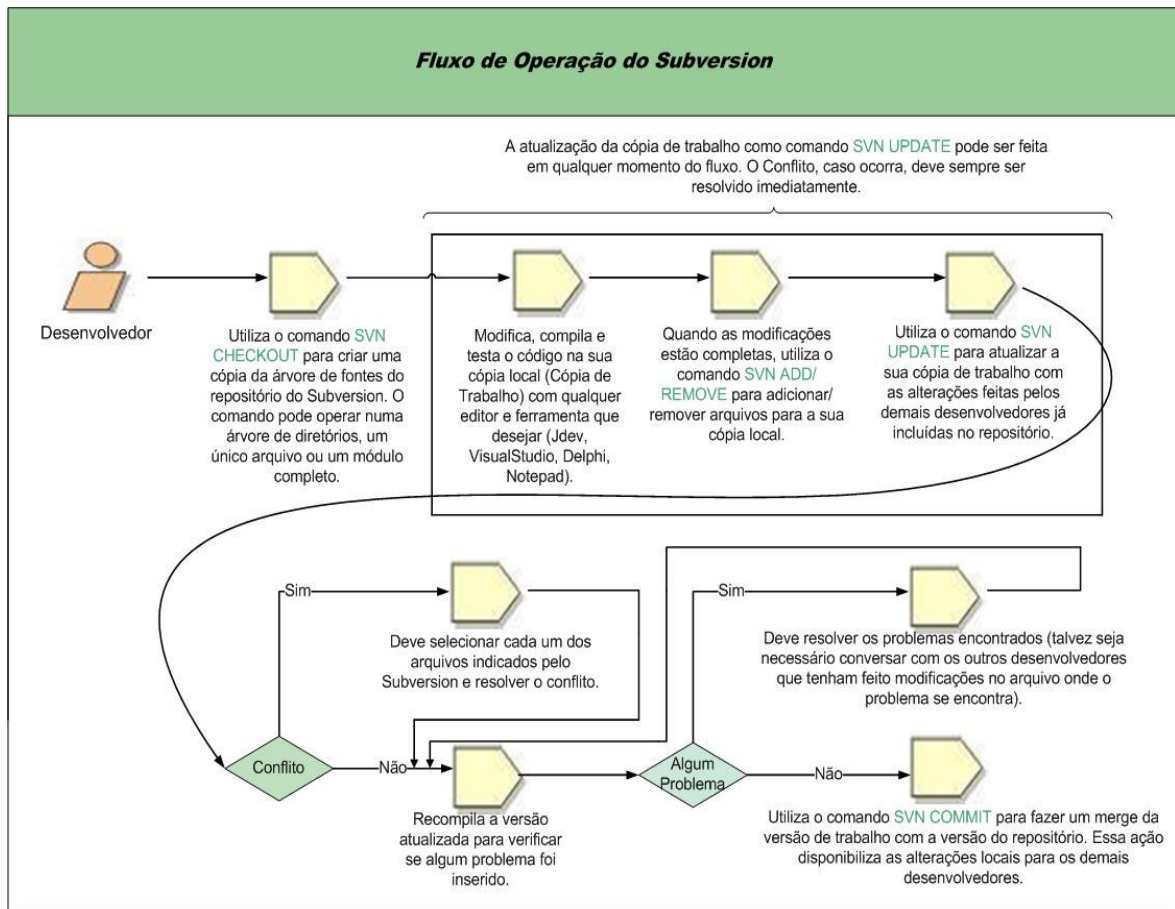 Fluxo de Operação do Subversion
A atualização da cópia de trabalho como comando SVN UPDATE pode ser feita
em qualquer momento do fluxo. O Conflito, caso ocorra, deve sempre ser
resolvido imediatamente.
Desenvolvedor
Utiliza o comando SVN
CHECKOUT para criar uma
cópia da árvore de fontes do
repositório do Subversion. O
comando pode operar numa
árvore de diretórios, um
único arquivo ou um módulo
completo.
Modifica, compila e
testa o código na sua
cópia local (Cópia de
Trabalho) com qualquer
editor e ferramenta que
desejar (Jdev,
VisualStudio, Delphi,
Notepad).
Quando as modificações
estão completas, utiliza o
comando SVN ADD/
REMOVE para adicionar/
remover arquivos para a sua
cópia local.
Utiliza o comando SVN
UPDATE para atualizar a
sua cópia de trabalho com
as alterações feitas pelos
demais desenvolvedores já
incluídas no repositório.
Sim
Deve selecionar cada um dos
arquivos indicados pelo
Subversion e resolver o conflito.
Sim
Deve resolver os problemas encontrados (talvez seja
necessário conversar com os outros desenvolvedores
que tenham feito modificações no arquivo onde o
problema se encontra).
Conflito
Não
Recompila a versão
atualizada para verificar
se algum problema foi
inserido.
Algum
Problema
Não
Utiliza o comando SVN COMMIT para fazer um merge da
versão de trabalho com a versão do repositório. Essa ação
disponibiliza as alterações locais para os demais
desenvolvedores.